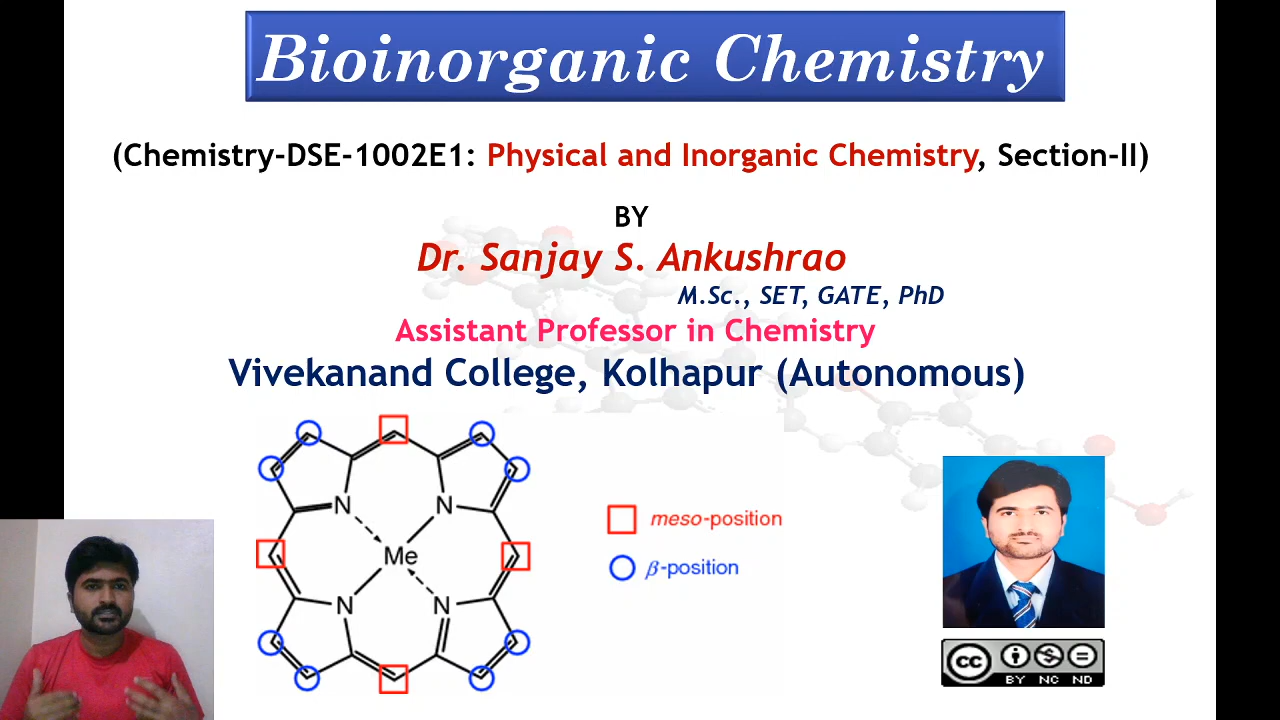 Bioinorganic Chemistry
(Chemistry-DSE-1002E1: Physical and Inorganic Chemistry, Section-II)
BY
Dr. Sanjay S. Ankushrao
M.Sc., SET, GATE, PhD
Assistant Professor in Chemistry
Vivekanand College, Kolhapur (Autonomous)
N N
Me
N N
meso-position
β-position
cc
BY NC ND